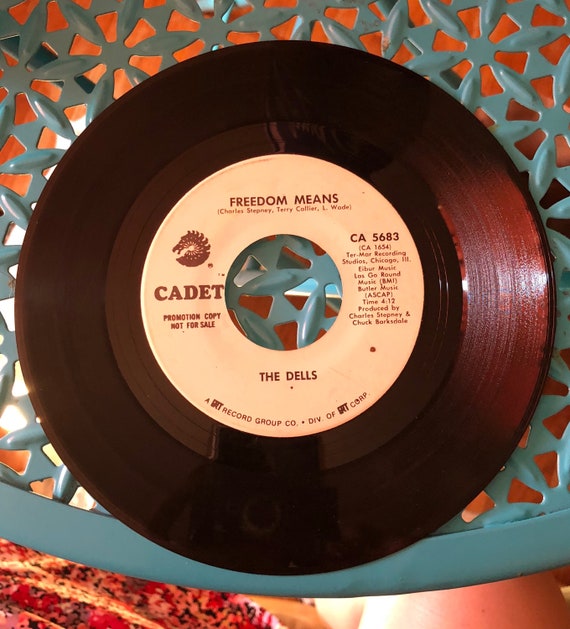 FREEDOM MEANS
(Charles Stepney, Terry Collier, L. Wade)
CA 5683
(CA 1654)
Ter-Mar Recording
Studios, Chicago, Ill.
Eibur Music
Las Go Round
Music (BMI)
Butler Music
(ASCAP)
Time 4:12
Produced by
Charles Stepney &
Chuck Barksdale
CADET
PROMOTION COPY
NOT FOR SALE
THE DELLS
A GRT RECORD GROUP CO. • DIV. OF GRT CORP.